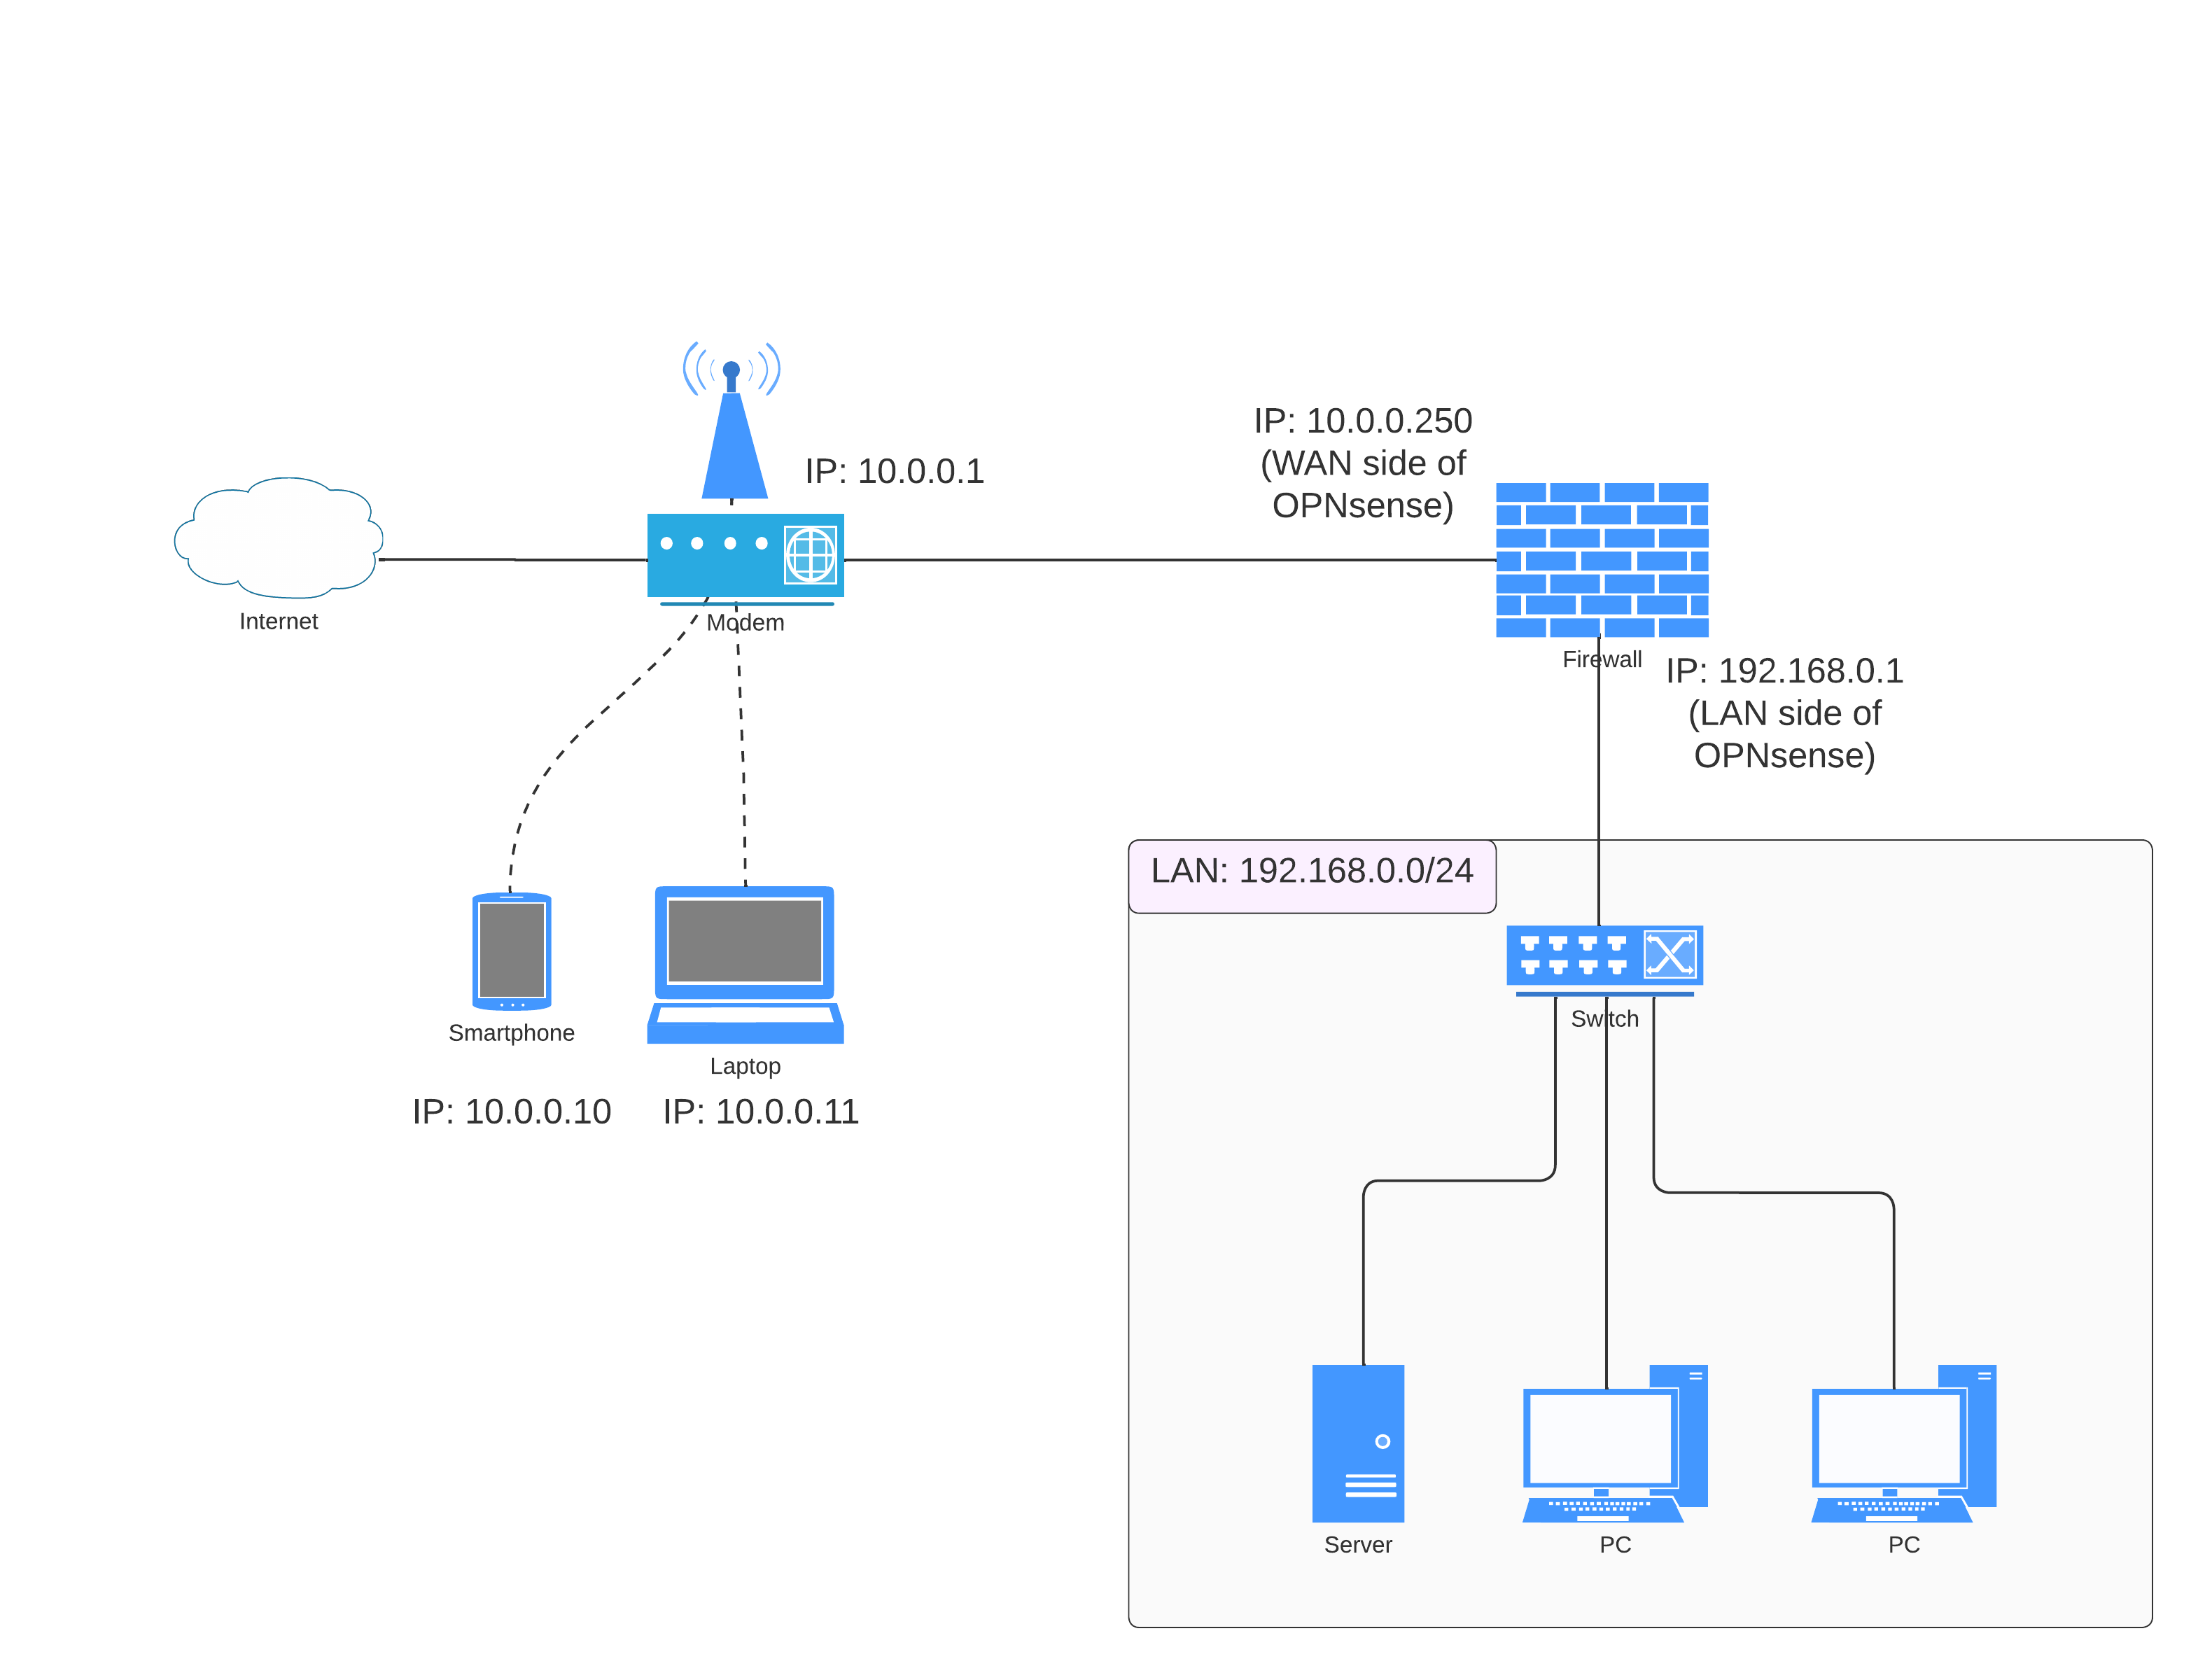 IP: 10.0.0.1
IP: 10.0.0.250
(WAN side of
OPNsense)
Internet
Modem
Firewall
IP: 192.168.0.1
(LAN side of
OPNsense)
LAN: 192.168.0.0/24
Switch
Smartphone
Laptop
IP: 10.0.0.10
IP: 10.0.0.11
Server
PC
PC